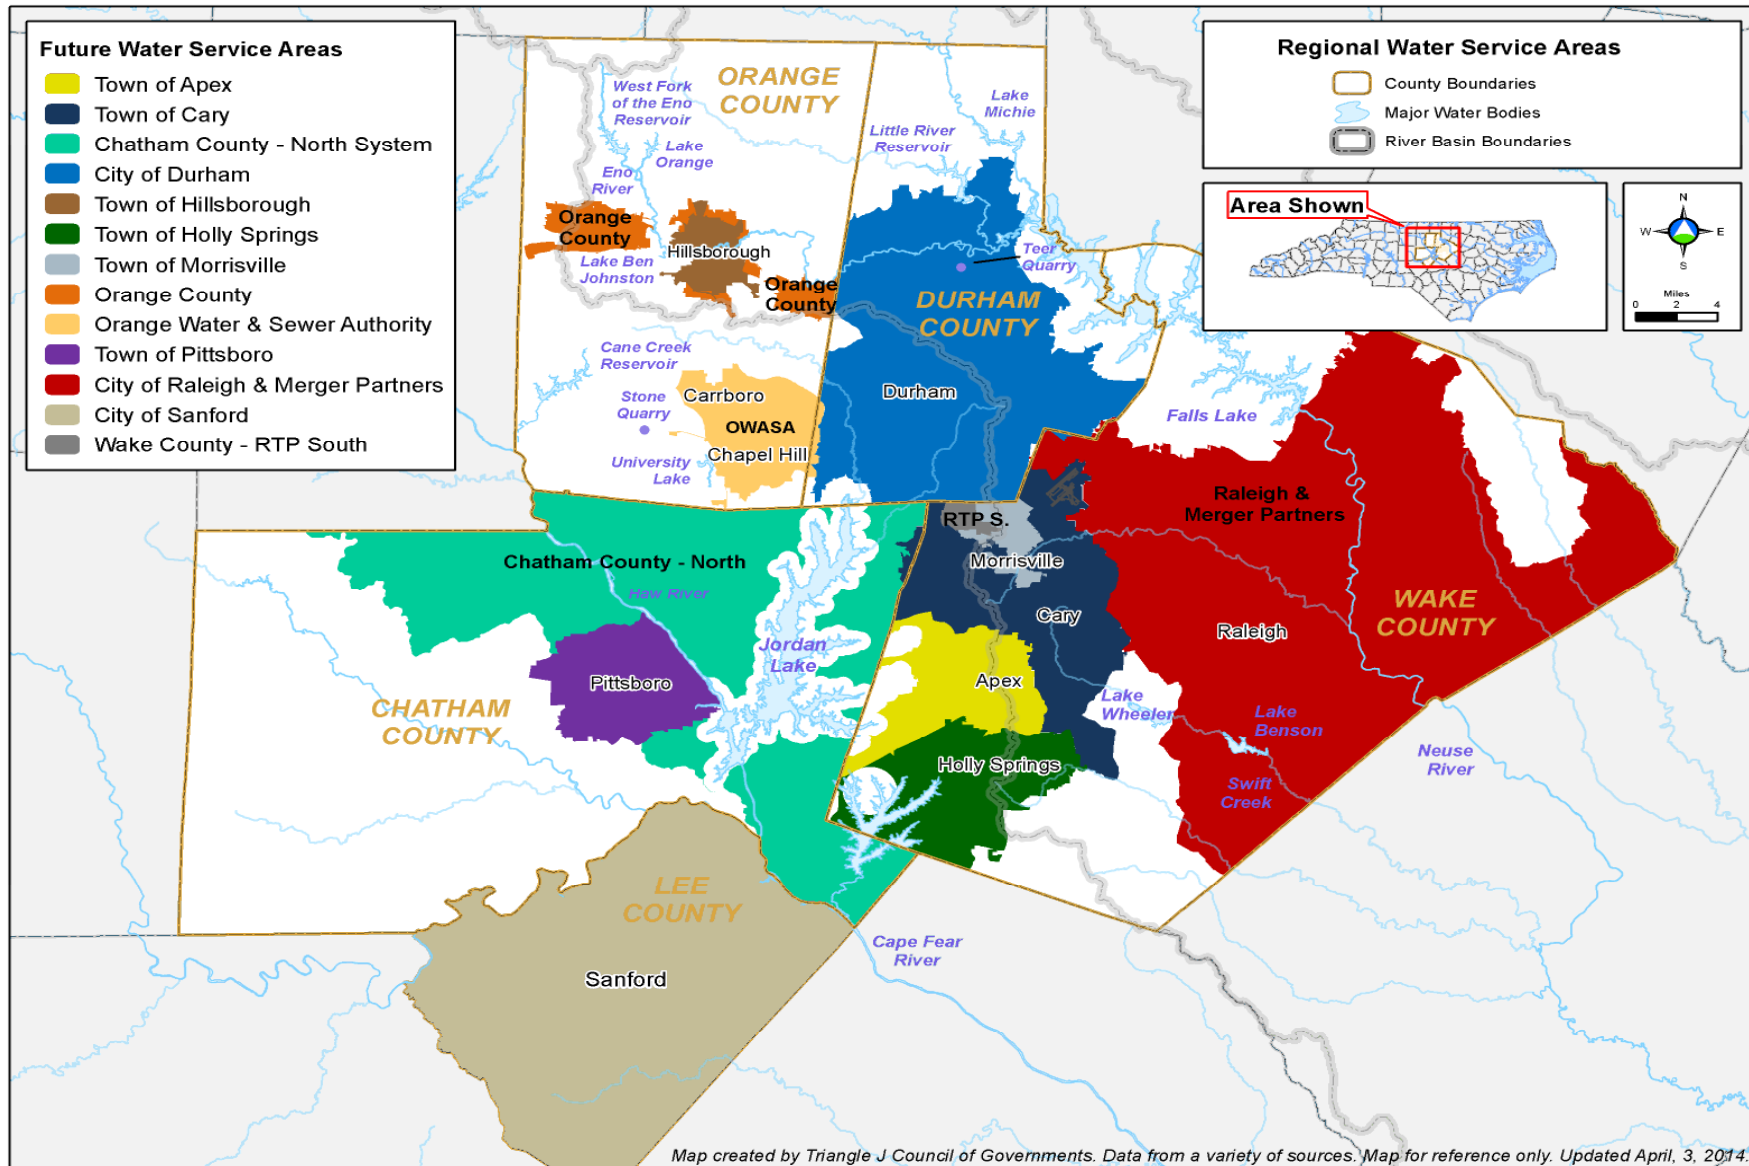 Future Water Service Areas
Town of Apex
Town of Cary
Chatham County - North System
City of Durham
Town of Hillsborough
Town of Holly Springs
Town of Morrisville
Orange County
Orange Water & Sewer Authority
Town of Pittsboro
City of Raleigh & Merger Partners
City of Sanford
Wake County - RTP South
Regional Water Service Areas
County Boundaries
Major Water Bodies
River Basin Boundaries
Area Shown
N
W
E
S
Miles
0 2 4
ORANGE
COUNTY
West Fork
of the Eno
Reservoir
Lake
Orange
Eno
River
Lake
Michie
Little River
Reservoir
Orange
County
Hillsborough
Lake Ben
Johnston
Orange
County
Teer
Quarry
DURHAM
COUNTY
Cane Creek
Reservoir
Stone
Quarry
Carrboro
OWASA
Chapel Hill
University
Lake
Durham
Falls Lake
Raleigh &
Merger Partners
RTP S.
Morrisville
Chatham County - North
Haw River
Cary
WAKE
COUNTY
Raleigh
Jordan
Lake
Pittsboro
Apex
CHATHAM
COUNTY
Lake
Wheeler
Lake
Benson
Neuse
River
Holly Springs
Swift
Creek
LEE
COUNTY
Cape Fear
River
Sanford
Map created by Triangle J Council of Governments. Data from a variety of sources. Map for reference only. Updated April, 3, 2014.